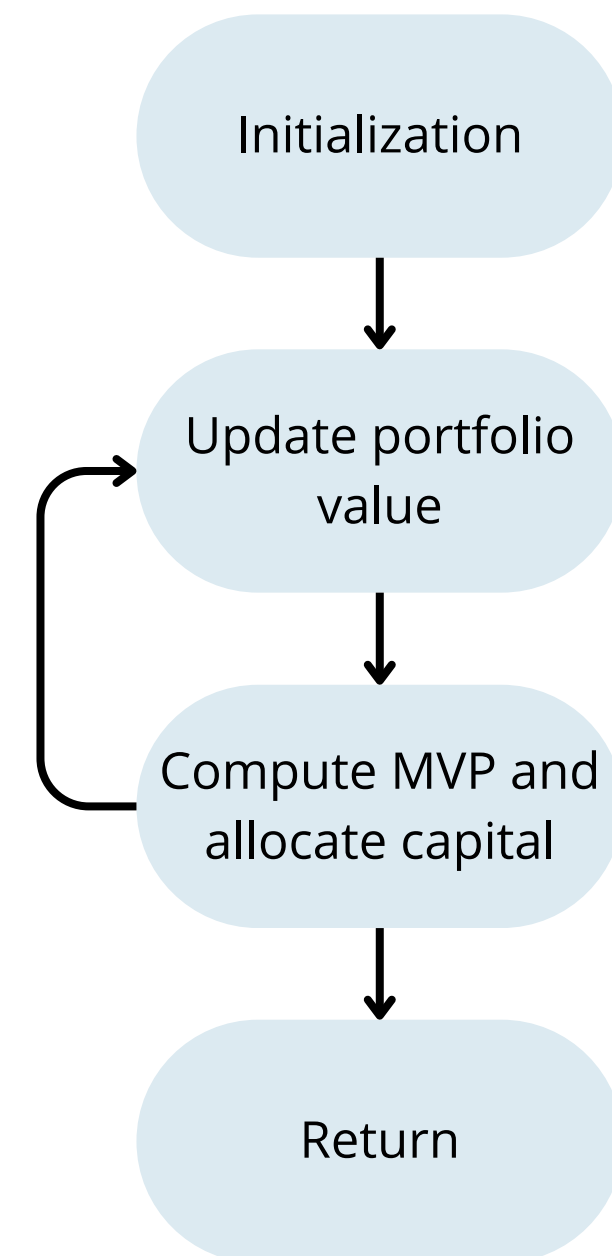 Initialization
Update portfolio
value
Compute MVP and
allocate capital
Return